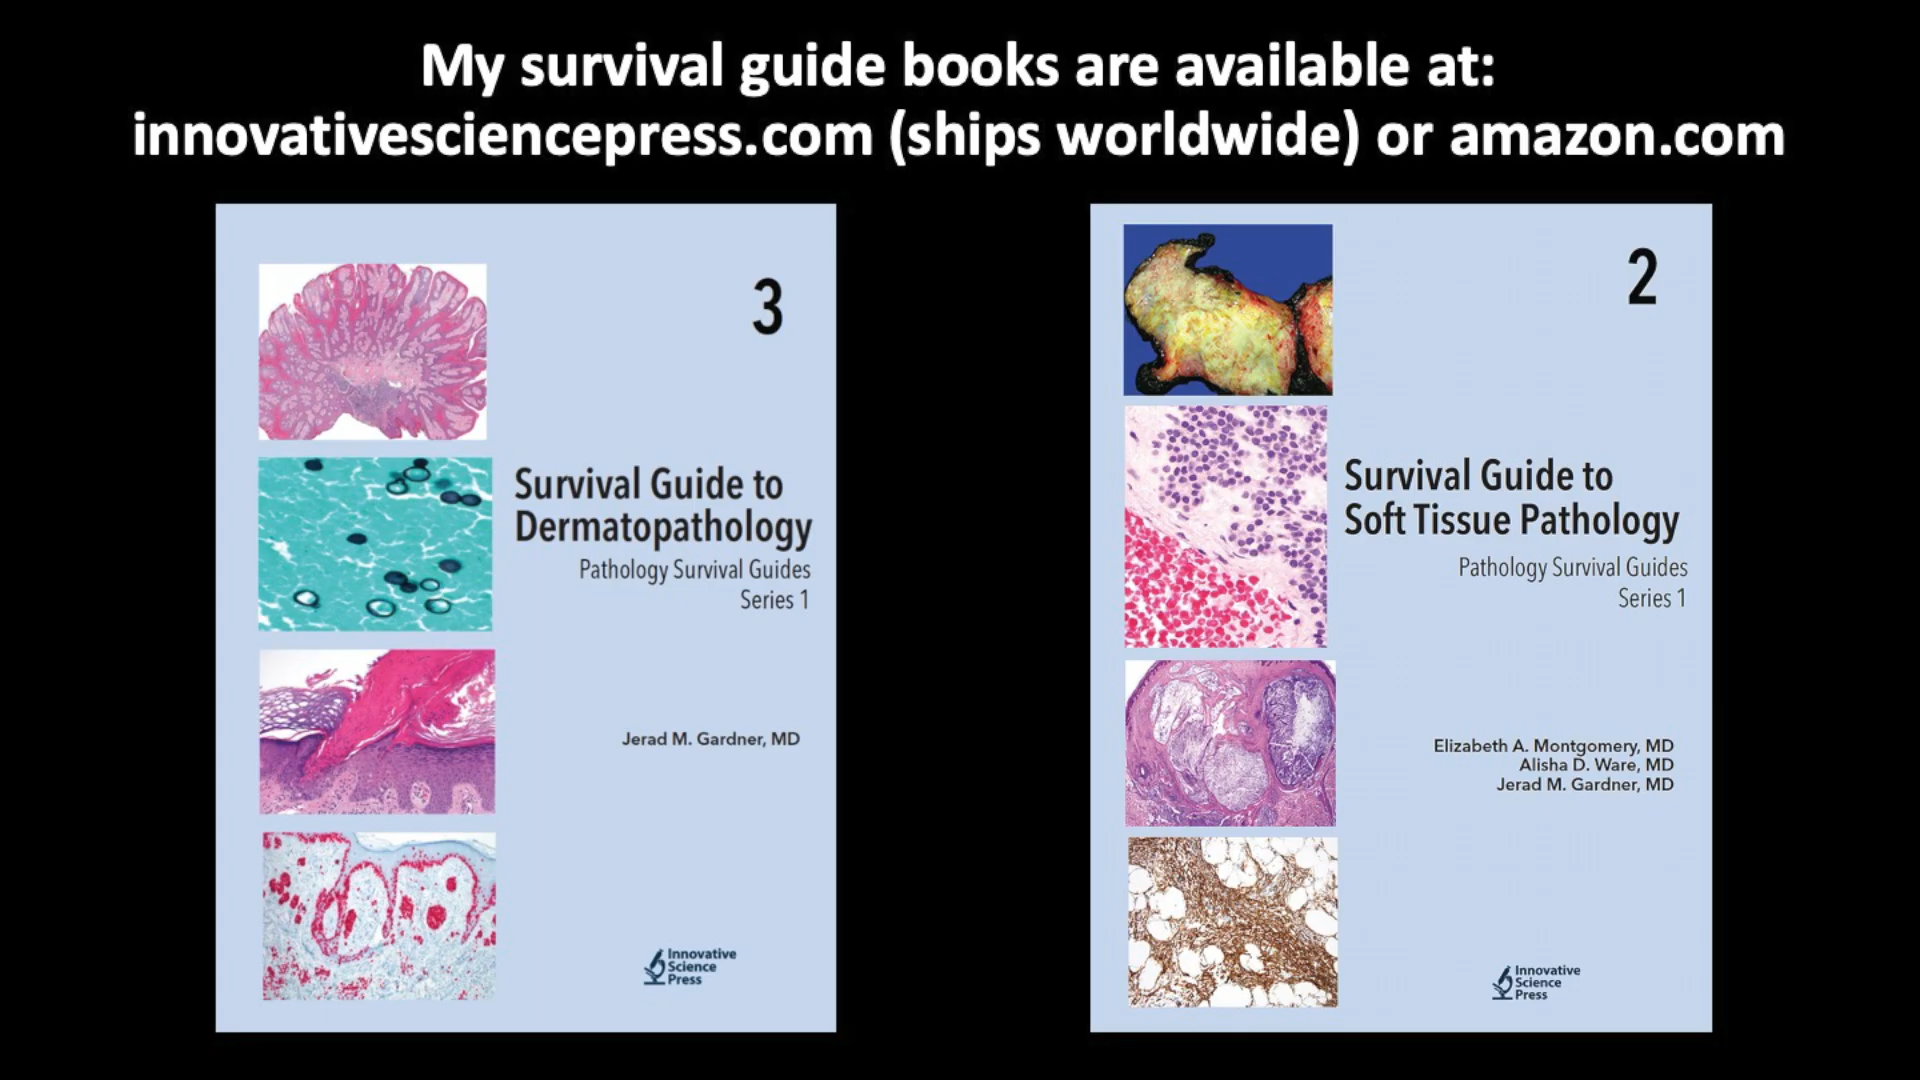 My survival guide books are available at:
innovativesciencepress.com (ships worldwide) or amazon.com
3
Survival Guide to
Dermatopathology
Pathology Survival Guides
Series 1
Jerad M. Gardner, MD
Innovative
Science
Press
2
Survival Guide to
Soft Tissue Pathology
Pathology Survival Guides
Series 1
Elizabeth A. Montgomery, MD
Alisha D. Ware, MD
Jerad M. Gardner, MD
Innovative
Science
Press